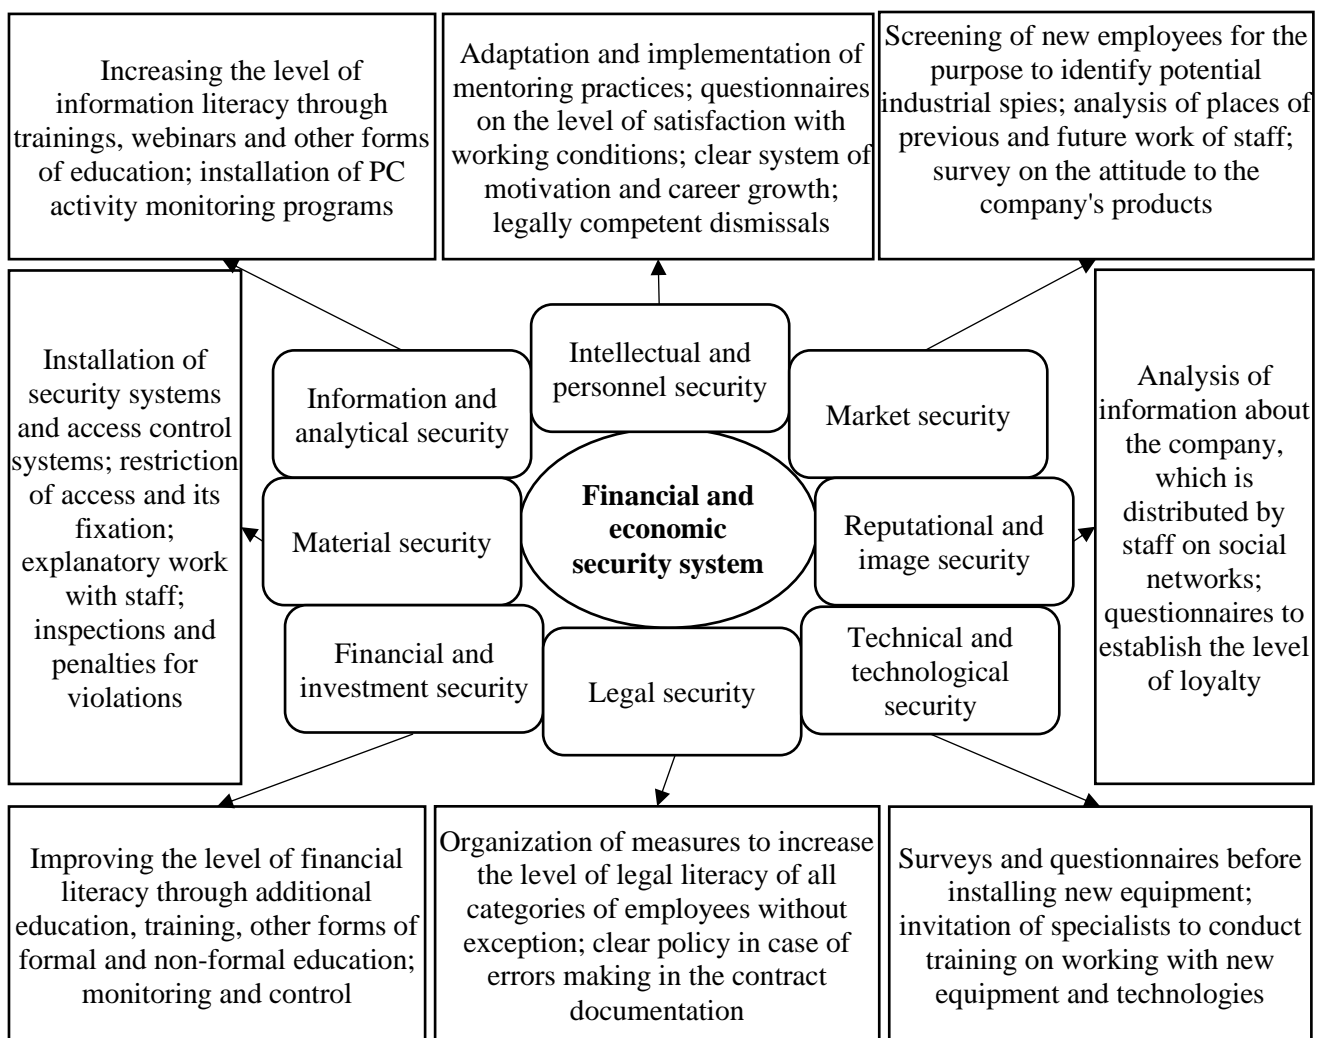 Increasing the level of
information literacy through
trainings, webinars and other forms
of education; installation of PC
activity monitoring programs
Adaptation and implementation of
mentoring practices; questionnaires
on the level of satisfaction with
working conditions; clear system of
motivation and career growth;
legally competent dismissals
Screening of new employees for the
purpose to identify potential
industrial spies; analysis of places of
previous and future work of staff;
survey on the attitude to the
company's products
Installation of
security systems
and access control
systems; restriction
of access and its
fixation;
explanatory work
with staff;
inspections and
penalties for
violations
Information and
analytical security
Intellectual and
personnel security
Market security
Material security
Financial and
economic
security system
Reputational and
image security
Financial and
investment security
Legal security
Technical and
technological
security
Analysis of
information about
the company,
which is
distributed by
staff on social
networks;
questionnaires to
establish the level
of loyalty
Improving the level of financial
literacy through additional
education, training, other forms of
formal and non-formal education;
monitoring and control
Organization of measures to increase
the level of legal literacy of all
categories of employees without
exception; clear policy in case of
errors making in the contract
documentation
Surveys and questionnaires before
installing new equipment;
invitation of specialists to conduct
training on working with new
equipment and technologies